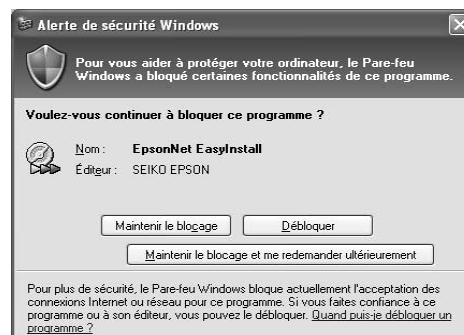 Alerte de sécurité Windows
Pour vous aider à protéger votre ordinateur, le Pare-feu
Windows a bloqué certaines fonctionnalités de ce programme.
Voulez-vous continuer à bloquer ce programme ?
Nom : EpsonNet EasyInstall
Éditeur : SEIKO EPSON
Maintenir le blocage Débloquer
Maintenir le blocage et me redemander ultérieurement
Pour plus de sécurité, le Pare-feu Windows bloque actuellement l'acceptation des
connexions Internet ou réseau pour ce programme. Si vous faites confiance à ce
programme ou à son éditeur, vous pouvez le débloquer. Quand puis-je débloquer un
programme ?